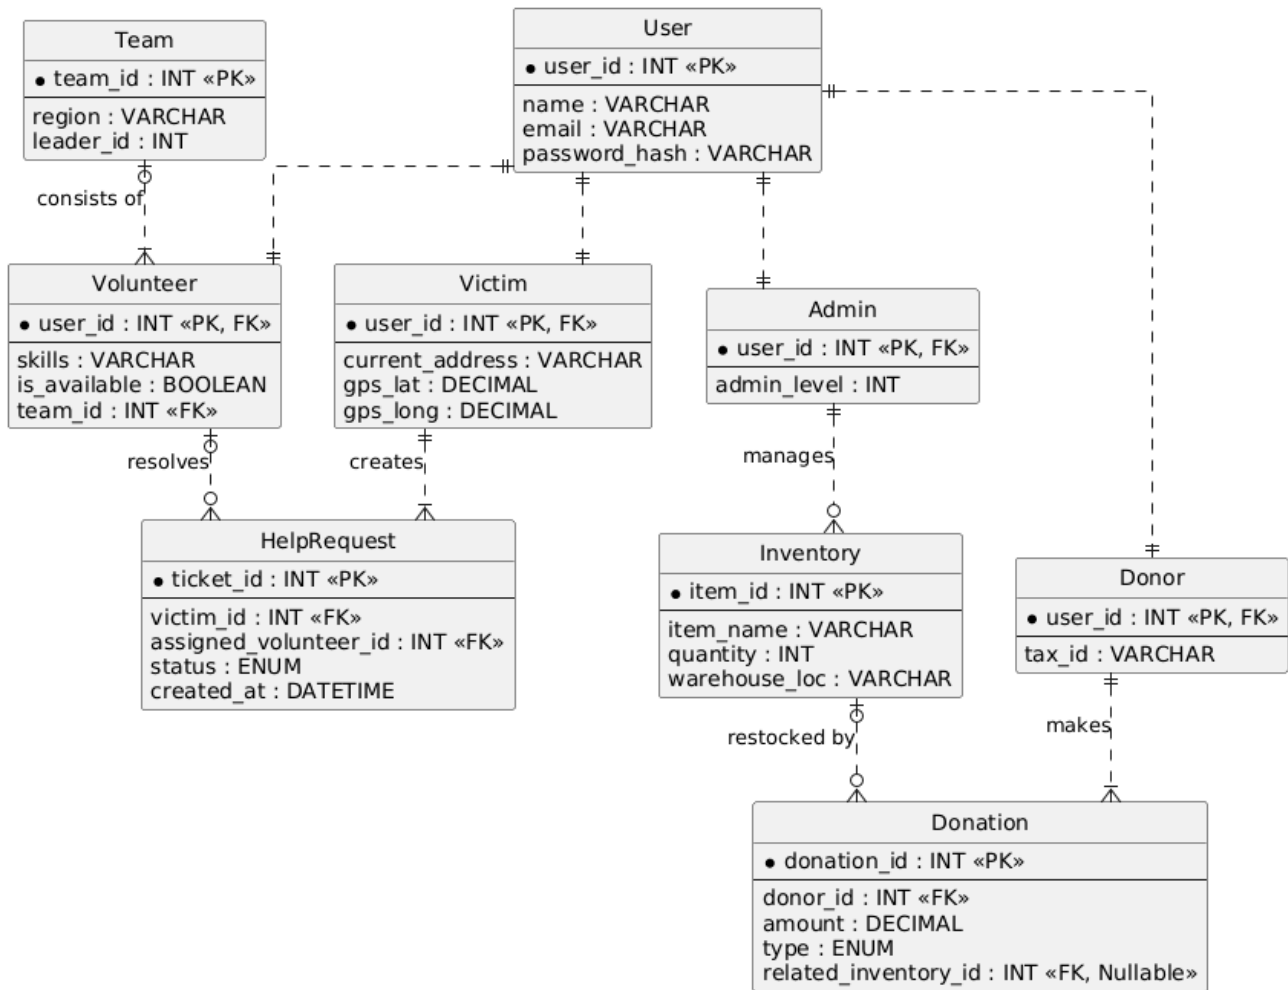 Team
team_id : INT «PK»
region : VARCHAR
leader_id : INT
User
user_id : INT «PK»
name : VARCHAR
email : VARCHAR
password_hash : VARCHAR
consists of
Volunteer
user_id : INT «PK, FK»
skills : VARCHAR
is_available : BOOLEAN
team_id : INT «FK»
Victim
user_id : INT «PK, FK»
current_address : VARCHAR
gps_lat : DECIMAL
gps_long : DECIMAL
Admin
user_id : INT «PK, FK»
admin_level : INT
resolves
creates
manages
HelpRequest
ticket_id : INT «PK»
victim_id : INT «FK»
assigned_volunteer_id : INT «FK»
status : ENUM
created_at : DATETIME
Inventory
item_id : INT «PK»
item_name : VARCHAR
quantity : INT
warehouse_loc : VARCHAR
Donor
user_id : INT «PK, FK»
tax_id : VARCHAR
restocked by
makes
Donation
donation_id : INT «PK»
donor_id : INT «FK»
amount : DECIMAL
type : ENUM
related_inventory_id : INT «FK, Nullable»